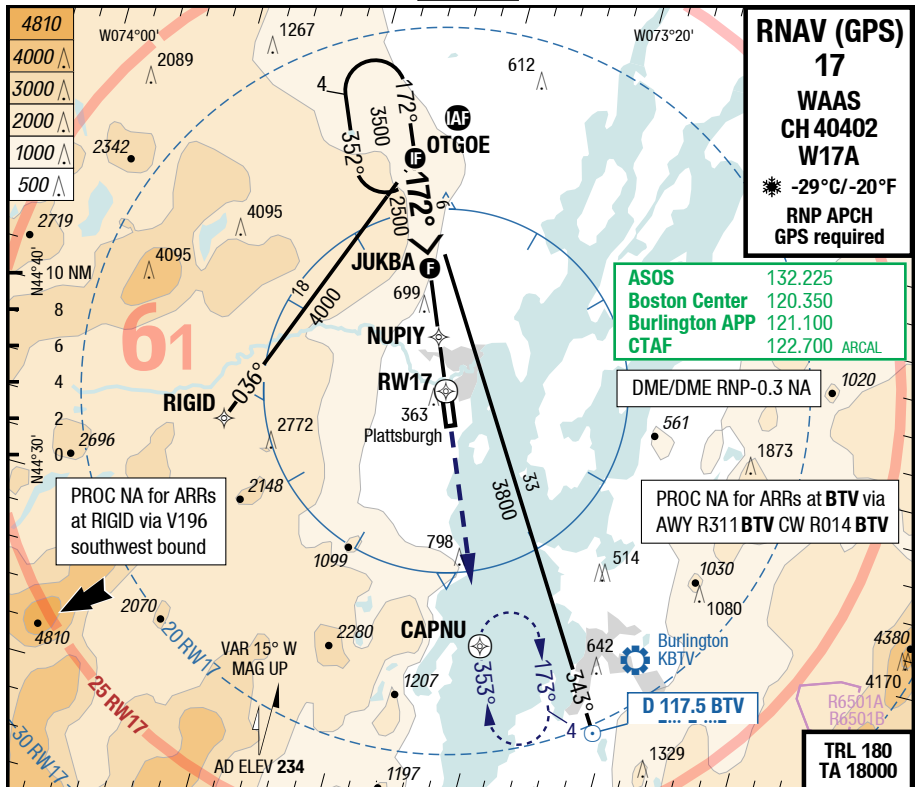 4810
4000
3000
2000
1000
500
W074°00'
W073°20'
RNAV (GPS)
17
WAAS
CH 40402
W17A
-29°C/-20°F
RNP APCH
GPS required
1267
2089
612
4
172°
3500
352°
IAF
IF
OTGOE
172°
2500
6
2342
2719
4095
4095
N44°40'
10 NM
8
6
4
2
0
N44°30'
JUKBA
F
699
18
4000
036°
61
NUPIY
RW17
363
Plattsburgh
RIGID
ASOS 132.225
Boston Center 120.350
Burlington APP 121.100
CTAF 122.700 ARCAL
DME/DME RNP-0.3 NA
1020
561
1873
2772
2696
2148
33
3800
PROC NA for ARRs
at RIGID via V196
southwest bound
PROC NA for ARRs at BTV via
AWY R311 BTV CW R014 BTV
1099
798
514
1030
1080
4810
2070
20 RW17
2280
VAR 15° W
MAG UP
CAPNU
353°
173°
343°
642
Burlington
KBTV
4380
4170
25 RW17
1207
4
D 117.5 BTV
R6501A
R6501B
30 RW17
AD ELEV 234
1197
1329
TRL 180
TA 18000